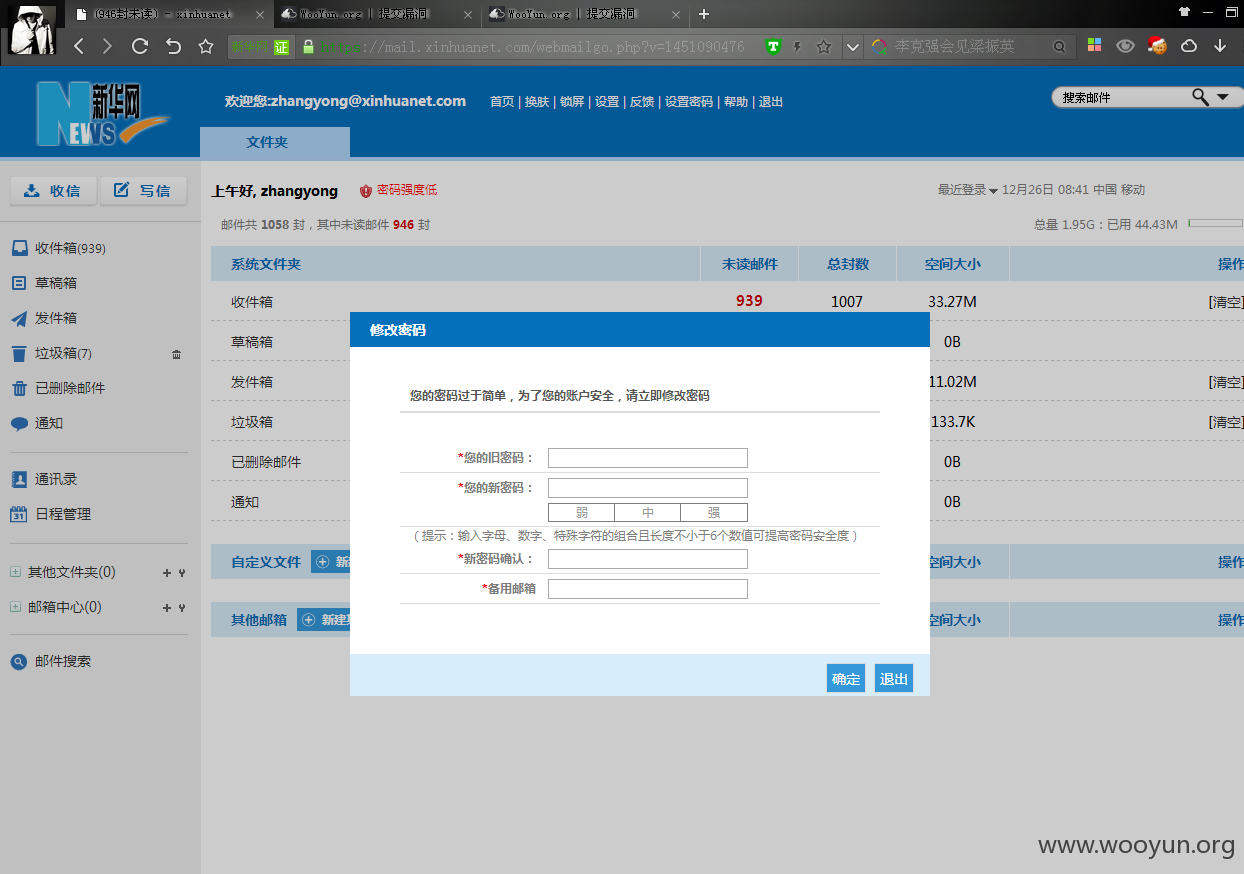 (946封未读) - xinhuanet
WooYun.org | 提交漏洞
WooYun.org | 提交漏洞
证
https://mail.xinhuanet.com/webmailgo.php?v=1451090476
李克强会见梁振英
新华网
NEWS
欢迎您:zhangyong@xinhuanet.com
首页 | 换肤 | 锁屏 | 设置 | 反馈 | 设置密码 | 帮助 | 退出
搜索邮件
文件夹
收信
写信
上午好, zhangyong
密码强度低
最近登录 12月26日 08:41 中国 移动
邮件共 1058 封，其中未读邮件 946 封
总量 1.95G：已用 44.43M
收件箱(939)
草稿箱
发件箱
垃圾箱(7)
已删除邮件
通知
通讯录
31
日程管理
其他文件夹(0)
邮箱中心(0)
邮件搜索
系统文件夹 未读邮件 总封数 空间大小 操作
收件箱 939 1007 33.27M [清空]
草稿箱 0B
发件箱 11.02M [清空]
垃圾箱 133.7K [清空]
已删除邮件 0B
通知 0B
自定义文件 新 空间大小 操作
其他邮箱 新建 空间大小 操作
修改密码
您的密码过于简单，为了您的账户安全，请立即修改密码
*您的旧密码：
*您的新密码：
弱 中 强
（提示：输入字母、数字、特殊字符的组合且长度不小于6个数值可提高密码安全度）
*新密码确认：
*备用邮箱
确定 退出
www.wooyun.org